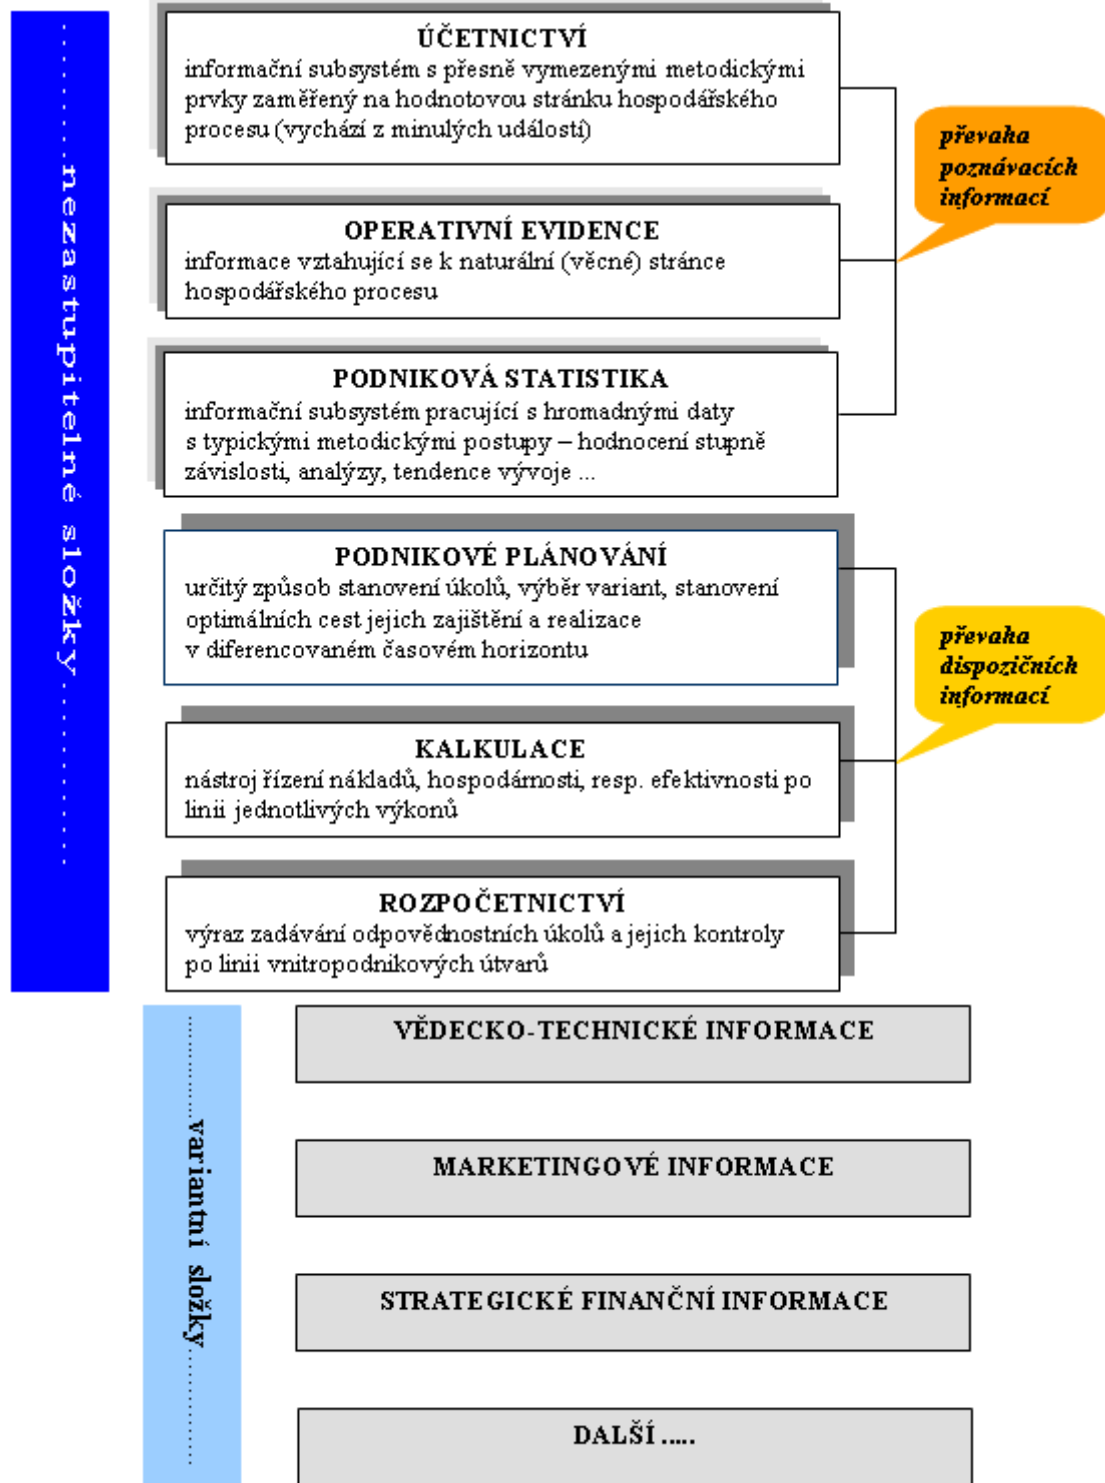 .........nezastupitelné složky..............
ÚČETNICTVÍ
informační subsystém s přesně vymezenými metodickými
prvky zaměřený na hodnotovou stránku hospodářského
procesu (vychází z minulých událostí)
OPERATIVNÍ EVIDENCE
informace vztahující se k naturální (věcné) stránce
hospodářského procesu
PODNIKOVÁ STATISTIKA
informační subsystém pracující s hromadnými daty
s typickými metodickými postupy – hodnocení stupně
závislosti, analýzy, tendence vývoje ...
převaha
poznávacích
informací
PODNIKOVÉ PLÁNOVÁNÍ
určitý způsob stanovení úkolů, výběr variant, stanovení
optimálních cest jejich zajištění a realizace
v diferencovaném časovém horizontu
KALKULACE
nástroj řízení nákladů, hospodárnosti, resp. efektivnosti po
linii jednotlivých výkonů
ROZPOČETNICTVÍ
výraz zadávání odpovědnostních úkolů a jejich kontroly
po linii vnitropodnikových útvarů
převaha
dispozičních
informací
..................variantní složky....................
VĚDECKO-TECHNICKÉ INFORMACE
MARKETINGOVÉ INFORMACE
STRATEGICKÉ FINANČNÍ INFORMACE
DALŠÍ .....